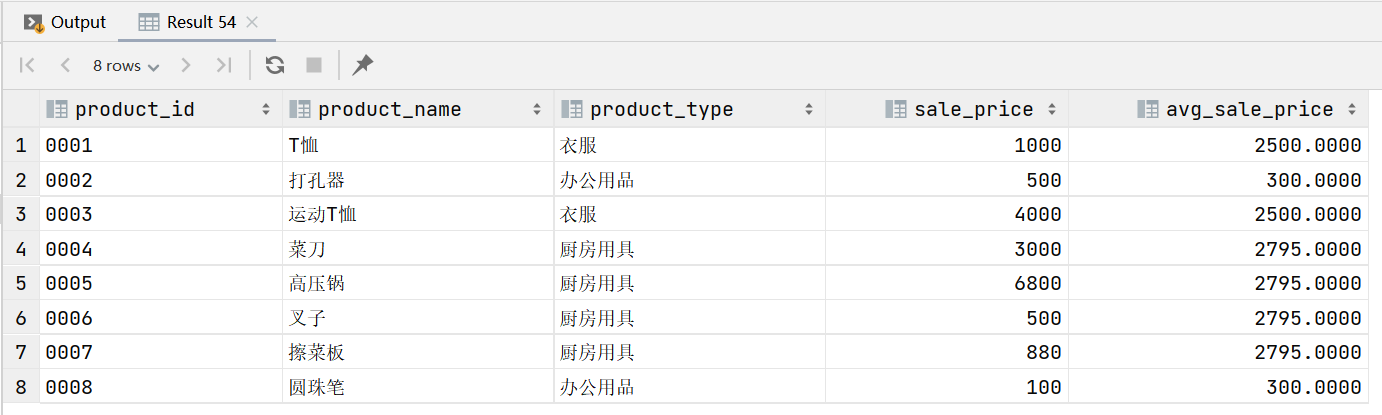 Output Result 54
8 rows
product_id product_name product_type sale_price avg_sale_price
1 0001 T恤 衣服 1000 2500.0000
2 0002 打孔器 办公用品 500 300.0000
3 0003 运动T恤 衣服 4000 2500.0000
4 0004 菜刀 厨房用具 3000 2795.0000
5 0005 高压锅 厨房用具 6800 2795.0000
6 0006 叉子 厨房用具 500 2795.0000
7 0007 擦菜板 厨房用具 880 2795.0000
8 0008 圆珠笔 办公用品 100 300.0000